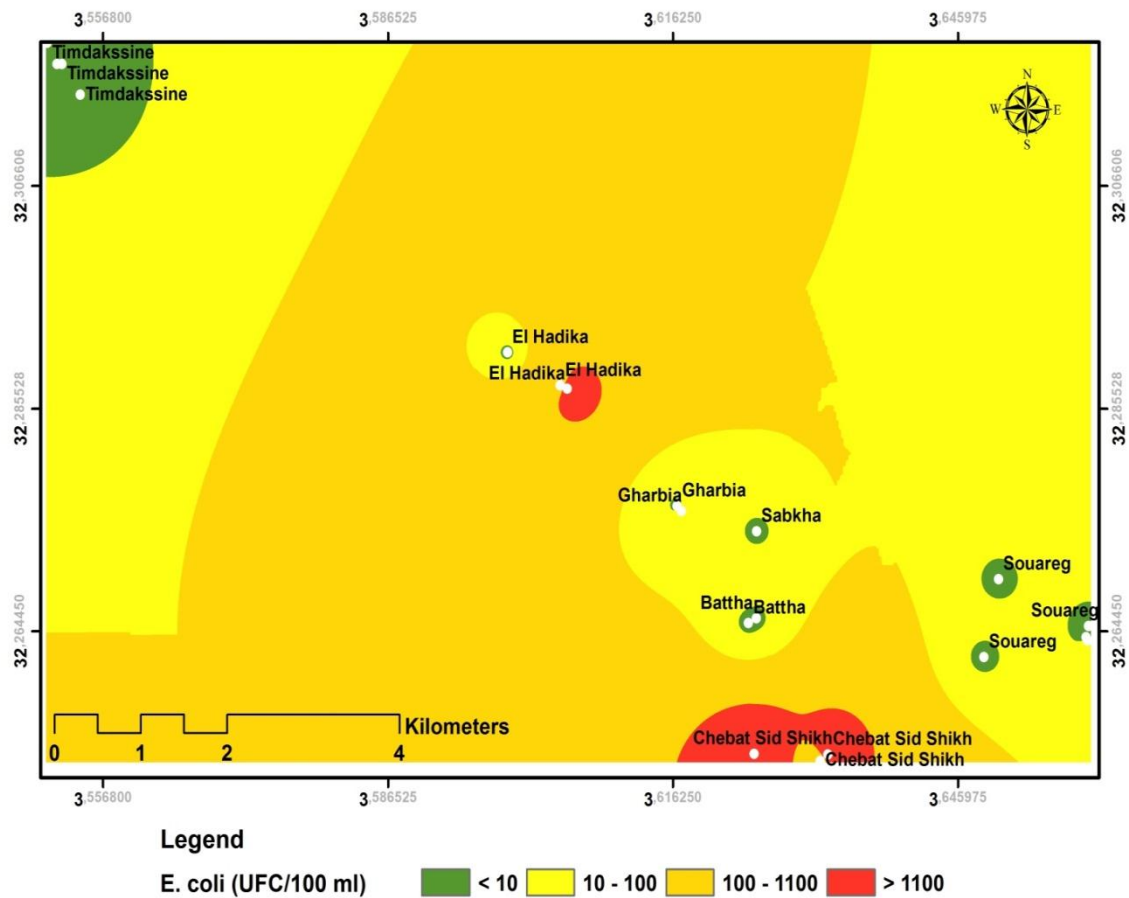 3,556800 3,586525 3,616250 3,645975
Timdakssine
Timdakssine
Timdakssine
N
W E
S
32,306606 32,306606
El Hadika
El Hadika El Hadika
32,285528 32,285528
Gharbia Gharbia
Sabkha
Souareg
Battha Battha
Souareg
32,264450 32,264450
Souareg
Kilometers
0 1 2 4
Chebat Sid Shikh Chebat Sid Shikh
Chebat Sid Shikh
3,556800 3,586525 3,616250 3,645975
Legend
E. coli (UFC/100 ml) < 10 10 - 100 100 - 1100 > 1100